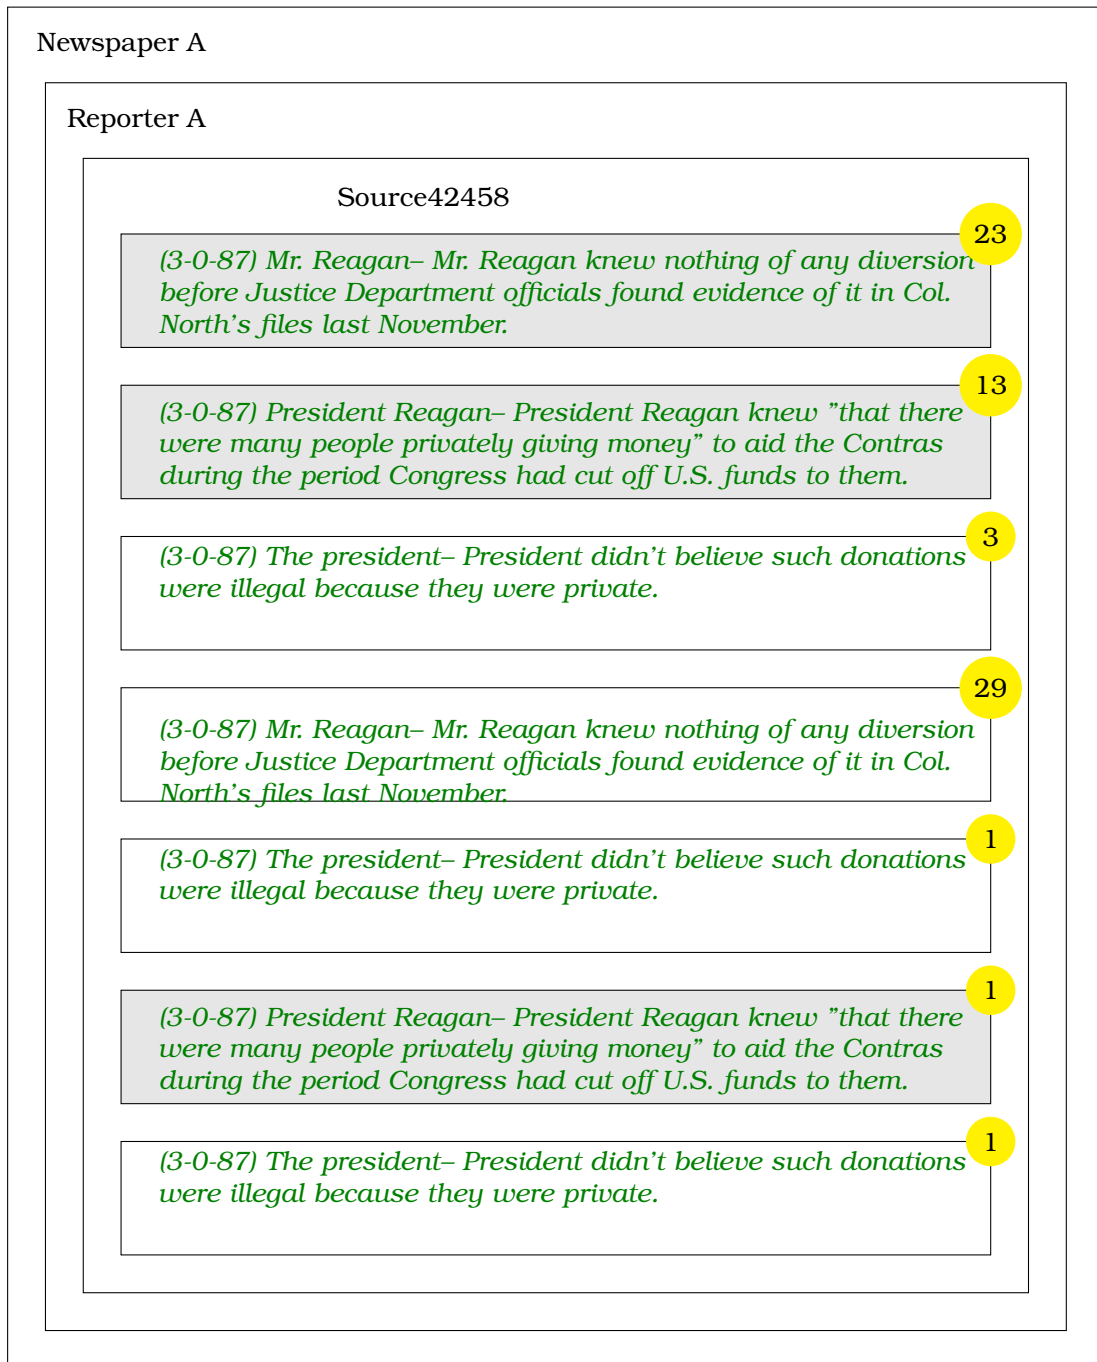 Newspaper A
Reporter A
Source42458
23
(3-0-87) Mr. Reagan– Mr. Reagan knew nothing of any diversion
before Justice Department officials found evidence of it in Col.
North's files last November.
13
(3-0-87) President Reagan– President Reagan knew ”that there
were many people privately giving money” to aid the Contras
during the period Congress had cut off U.S. funds to them.
3
(3-0-87) The president– President didn't believe such donations
were illegal because they were private.
29
(3-0-87) Mr. Reagan– Mr. Reagan knew nothing of any diversion
before Justice Department officials found evidence of it in Col.
North's files last November.
1
(3-0-87) The president– President didn't believe such donations
were illegal because they were private.
1
(3-0-87) President Reagan– President Reagan knew ”that there
were many people privately giving money” to aid the Contras
during the period Congress had cut off U.S. funds to them.
1
(3-0-87) The president– President didn't believe such donations
were illegal because they were private.